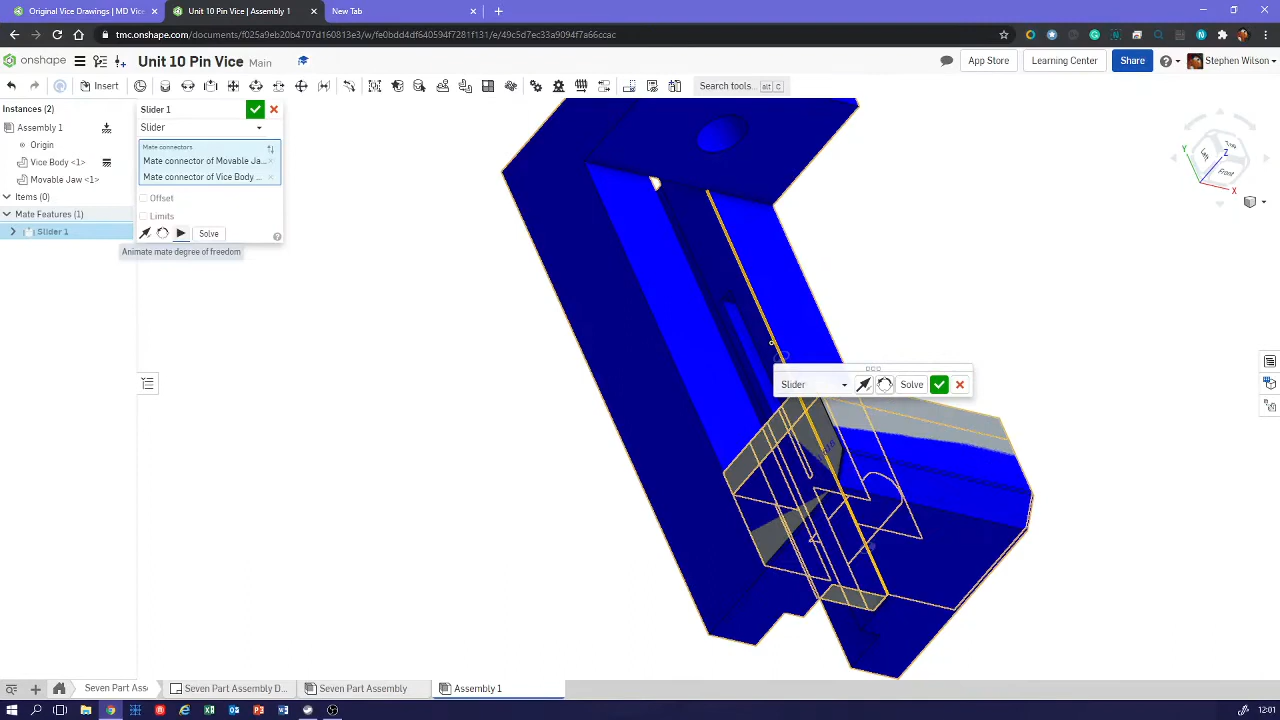 Original Vice Drawings | MD Vice
Unit 10 Pin Vice | Assembly 1
New Tab
tmc.onshape.com/documents/f025a9eb20b4707d160813e3/w/fe0bdd4df640594f7281f131/e/49c5d7ec33a9094f7a66ccac
onshape
Unit 10 Pin Vice Main
App Store
Learning Center
Share
Stephen Wilson
Insert
Search tools... alt C
Instances (2)
Assembly 1
Origin
Vice Body <1>
Movable Jaw <1>
Items (0)
Mate Features (1)
Slider 1
Slider 1
Slider
Mate connectors
Mate connector of Movable Ja...
Mate connector of Vice Body ...
Offset
Limits
Solve
Animate mate degree of freedom
Slider
Solve
Y
Z
X
Front
Seven Part Asse
Seven Part Assembly D...
Seven Part Assembly
Assembly 1
12:01